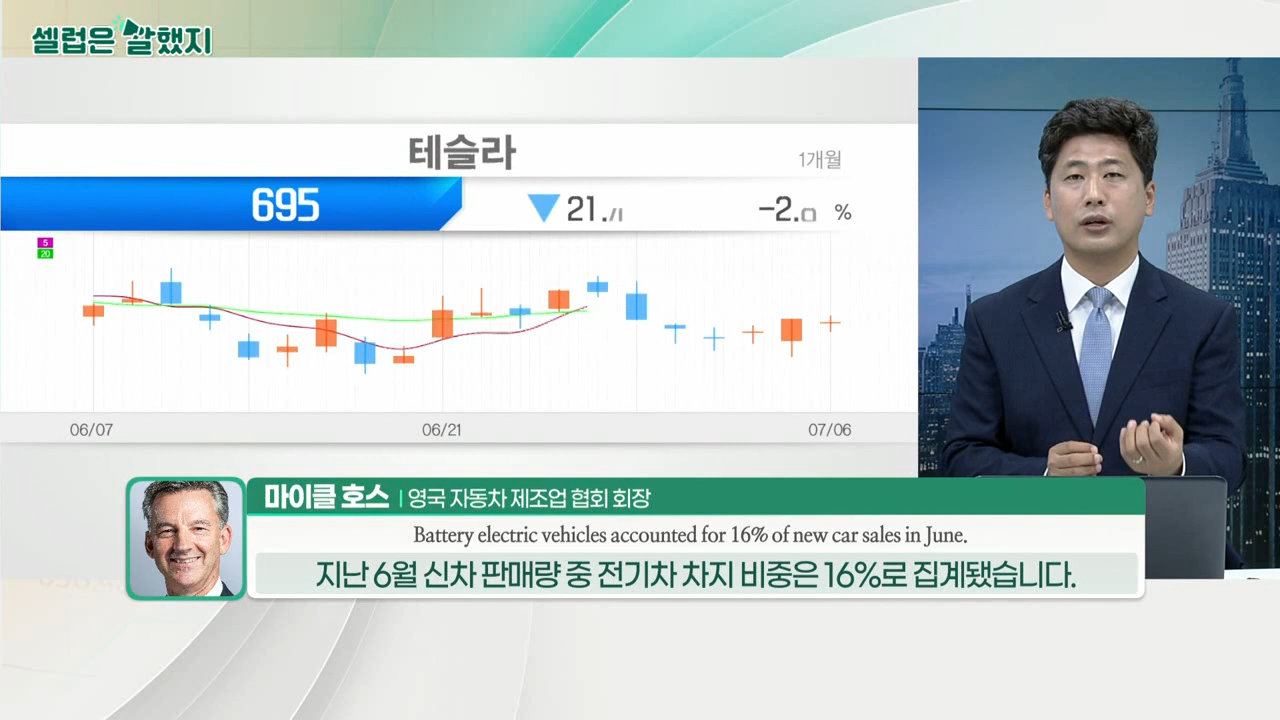 셀럽은 말했지
테슬라
1개월
695
▼ 21.
-2. %
5
20
06/07
06/21
07/06
마이클 호스 | 영국 자동차 제조업 협회 회장
Battery electric vehicles accounted for 16% of new car sales in June.
지난 6월 신차 판매량 중 전기차 차지 비중은 16%로 집계됐습니다.